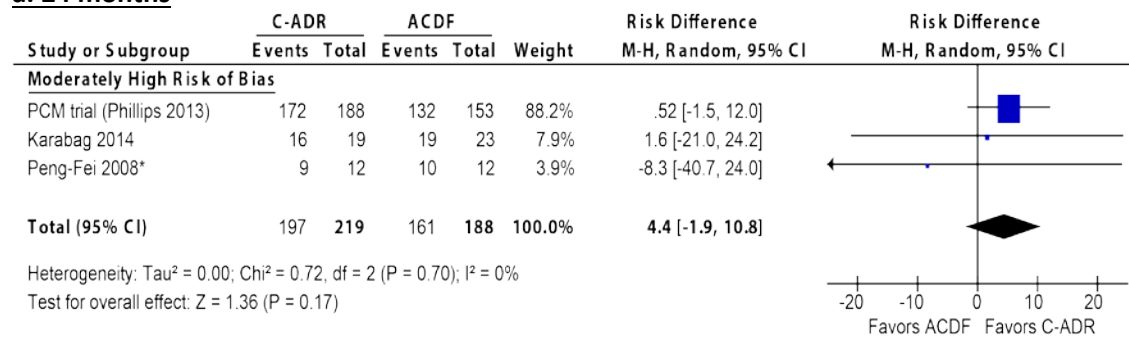 a. 24 months
C-ADR ACDF Risk Difference Risk Difference
Study or Subgroup Events Total Events Total Weight M-H, Random, 95% CI M-H, Random, 95% CI
Moderately High Risk of Bias
PCM trial (Phillips 2013) 172 188 132 153 88.2% .52 [-1.5, 12.0]
Karabag 2014 16 19 19 23 7.9% 1.6 [-21.0, 24.2]
Peng-Fei 2008* 9 12 10 12 3.9% -8.3 [-40.7, 24.0]
Total (95% CI) 197 219 161 188 100.0% 4.4 [-1.9, 10.8]
Heterogeneity: Tau² = 0.00; Chi² = 0.72, df = 2 (P = 0.70); I² = 0%
Test for overall effect: Z = 1.36 (P = 0.17)
-20 -10 0 10 20
Favors ACDF Favors C-ADR